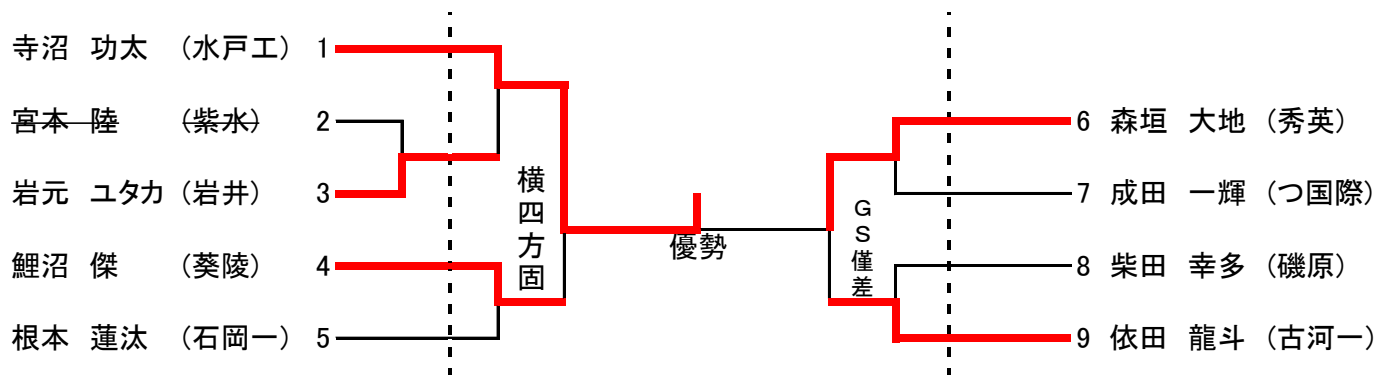 寺沼 功太 (水戸工) 1
宮本 陸 (紫水) 2
岩元 ユタカ (岩井) 3
鯉沼 傑 (葵陵) 4
根本 蓮汰 (石岡一) 5
横四方固
優勢
GS僅差
6 森垣 大地 (秀英)
7 成田 一輝 (つ国際)
8 柴田 幸多 (磯原)
9 依田 龍斗 (古河一)